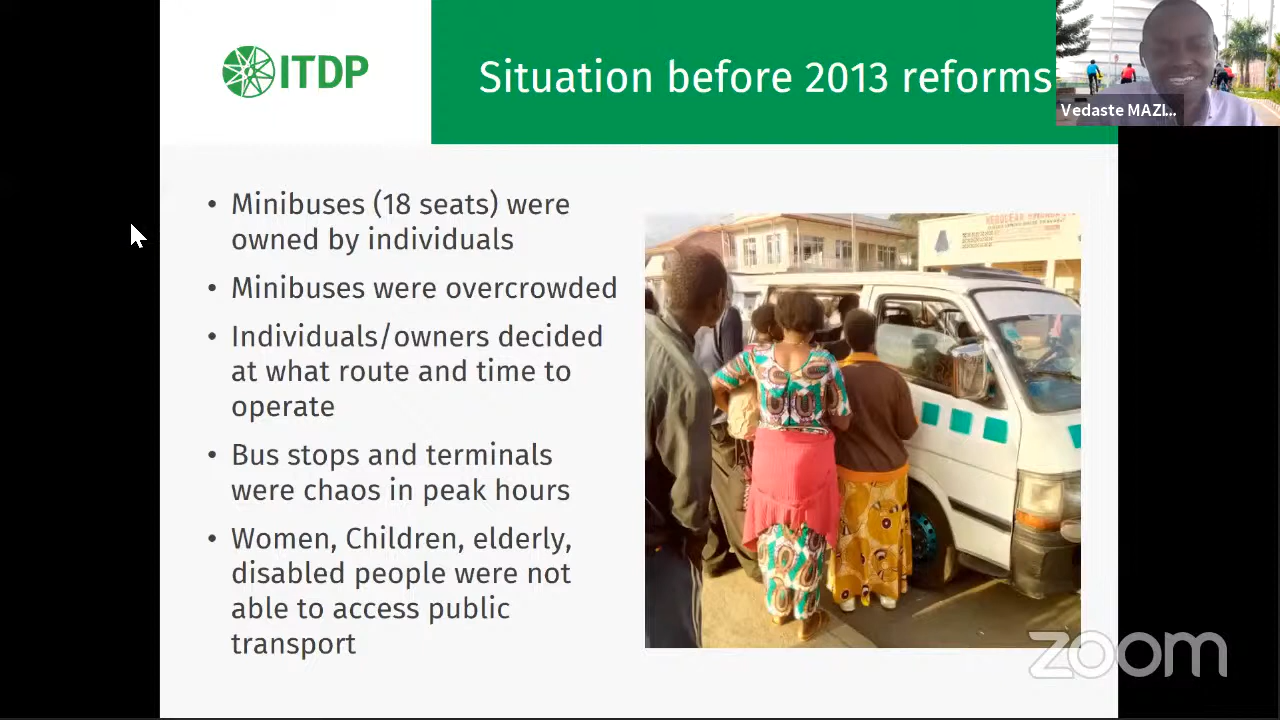 ITDP
Situation before 2013 reforms
Vedaste MAZI...
• Minibuses (18 seats) were
owned by individuals
• Minibuses were overcrowded
• Individuals/owners decided
at what route and time to
operate
• Bus stops and terminals
were chaos in peak hours
• Women, Children, elderly,
disabled people were not
able to access public
transport
zoom